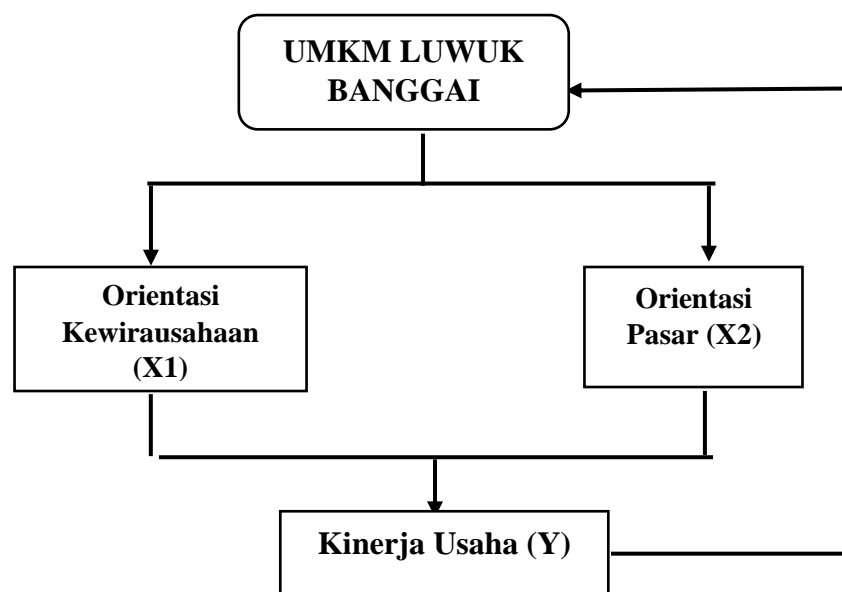 UMKM LUWUK
BANGGAI
Orientasi
Kewirausahaan
(X1)
Orientasi
Pasar (X2)
Kinerja Usaha (Y)